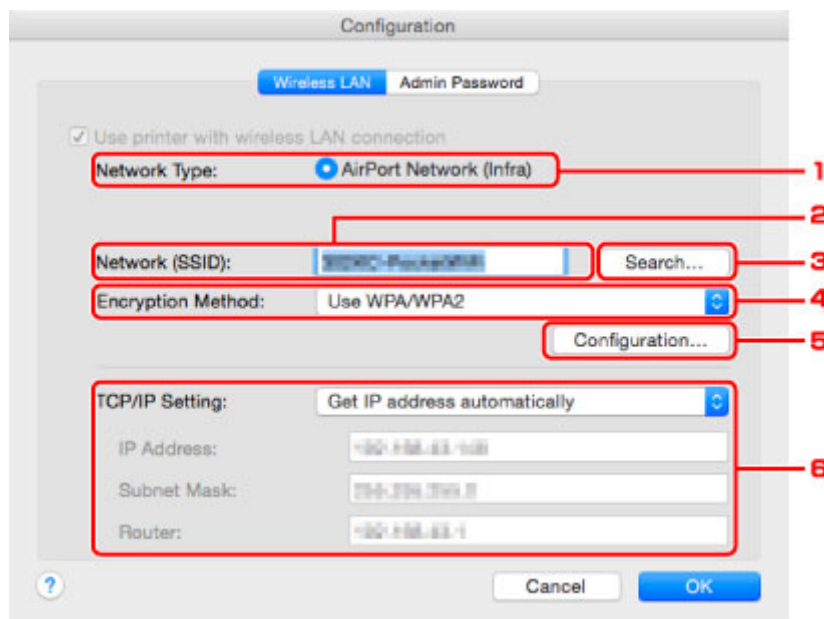 Configuration
Wireless LAN Admin Password
Use printer with wireless LAN connection
Network Type: AirPort Network (Infra) 1
2
Network (SSID): Search... 3
Encryption Method: Use WPA/WPA2 4
Configuration... 5
TCP/IP Setting: Get IP address automatically
IP Address:
6
Subnet Mask:
Router:
? Cancel OK